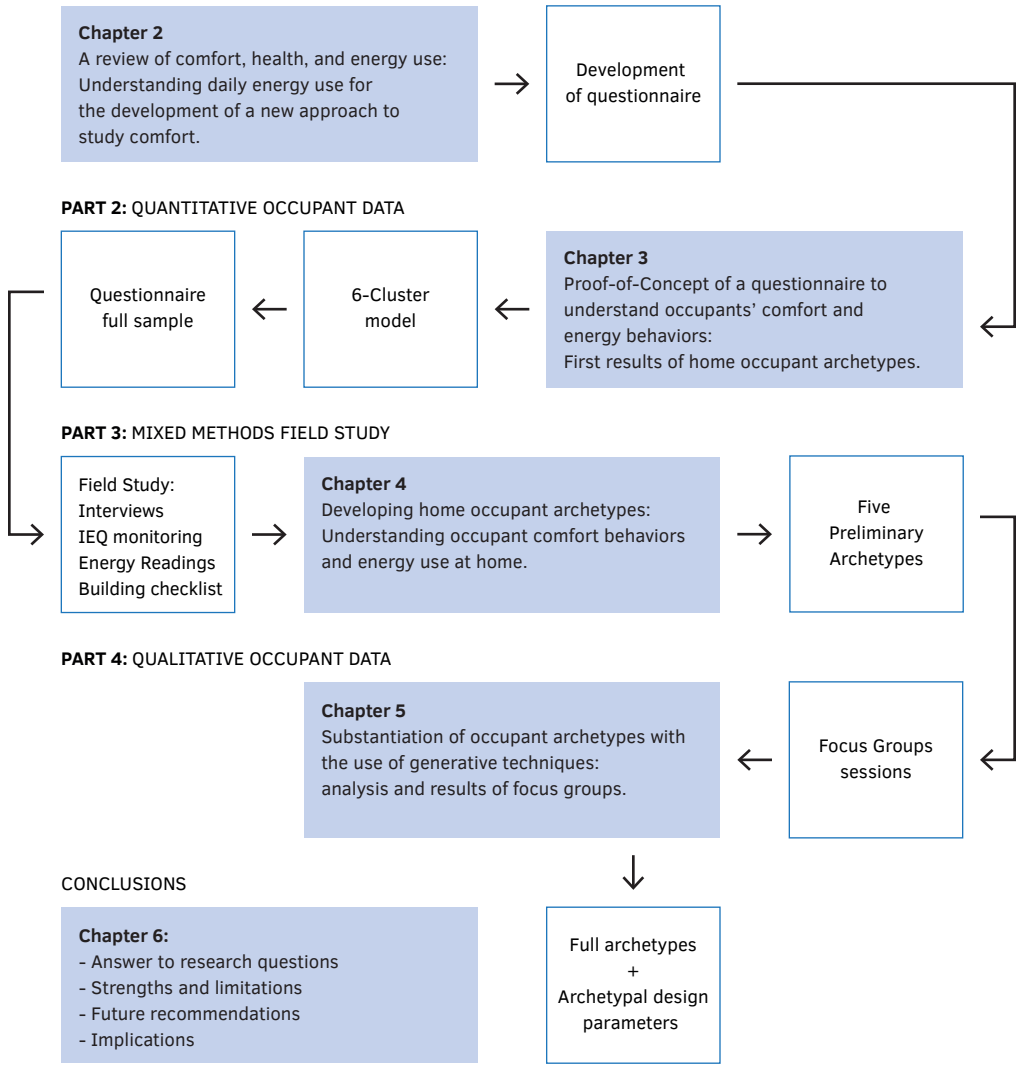 Chapter 2
A review of comfort, health, and energy use:
Understanding daily energy use for
the development of a new approach to
study comfort.
Development
of questionnaire
PART 2: QUANTITATIVE OCCUPANT DATA
Questionnaire
full sample
6-Cluster
model
Chapter 3
Proof-of-Concept of a questionnaire to
understand occupants’ comfort and
energy behaviors:
First results of home occupant archetypes.
PART 3: MIXED METHODS FIELD STUDY
Field Study:
Interviews
IEQ monitoring
Energy Readings
Building checklist
Chapter 4
Developing home occupant archetypes:
Understanding occupant comfort behaviors
and energy use at home.
Five
Preliminary
Archetypes
PART 4: QUALITATIVE OCCUPANT DATA
Chapter 5
Substantiation of occupant archetypes with
the use of generative techniques:
analysis and results of focus groups.
Focus Groups
sessions
CONCLUSIONS
Chapter 6:
- Answer to research questions
- Strengths and limitations
- Future recommendations
- Implications
Full archetypes
+
Archetypal design
parameters